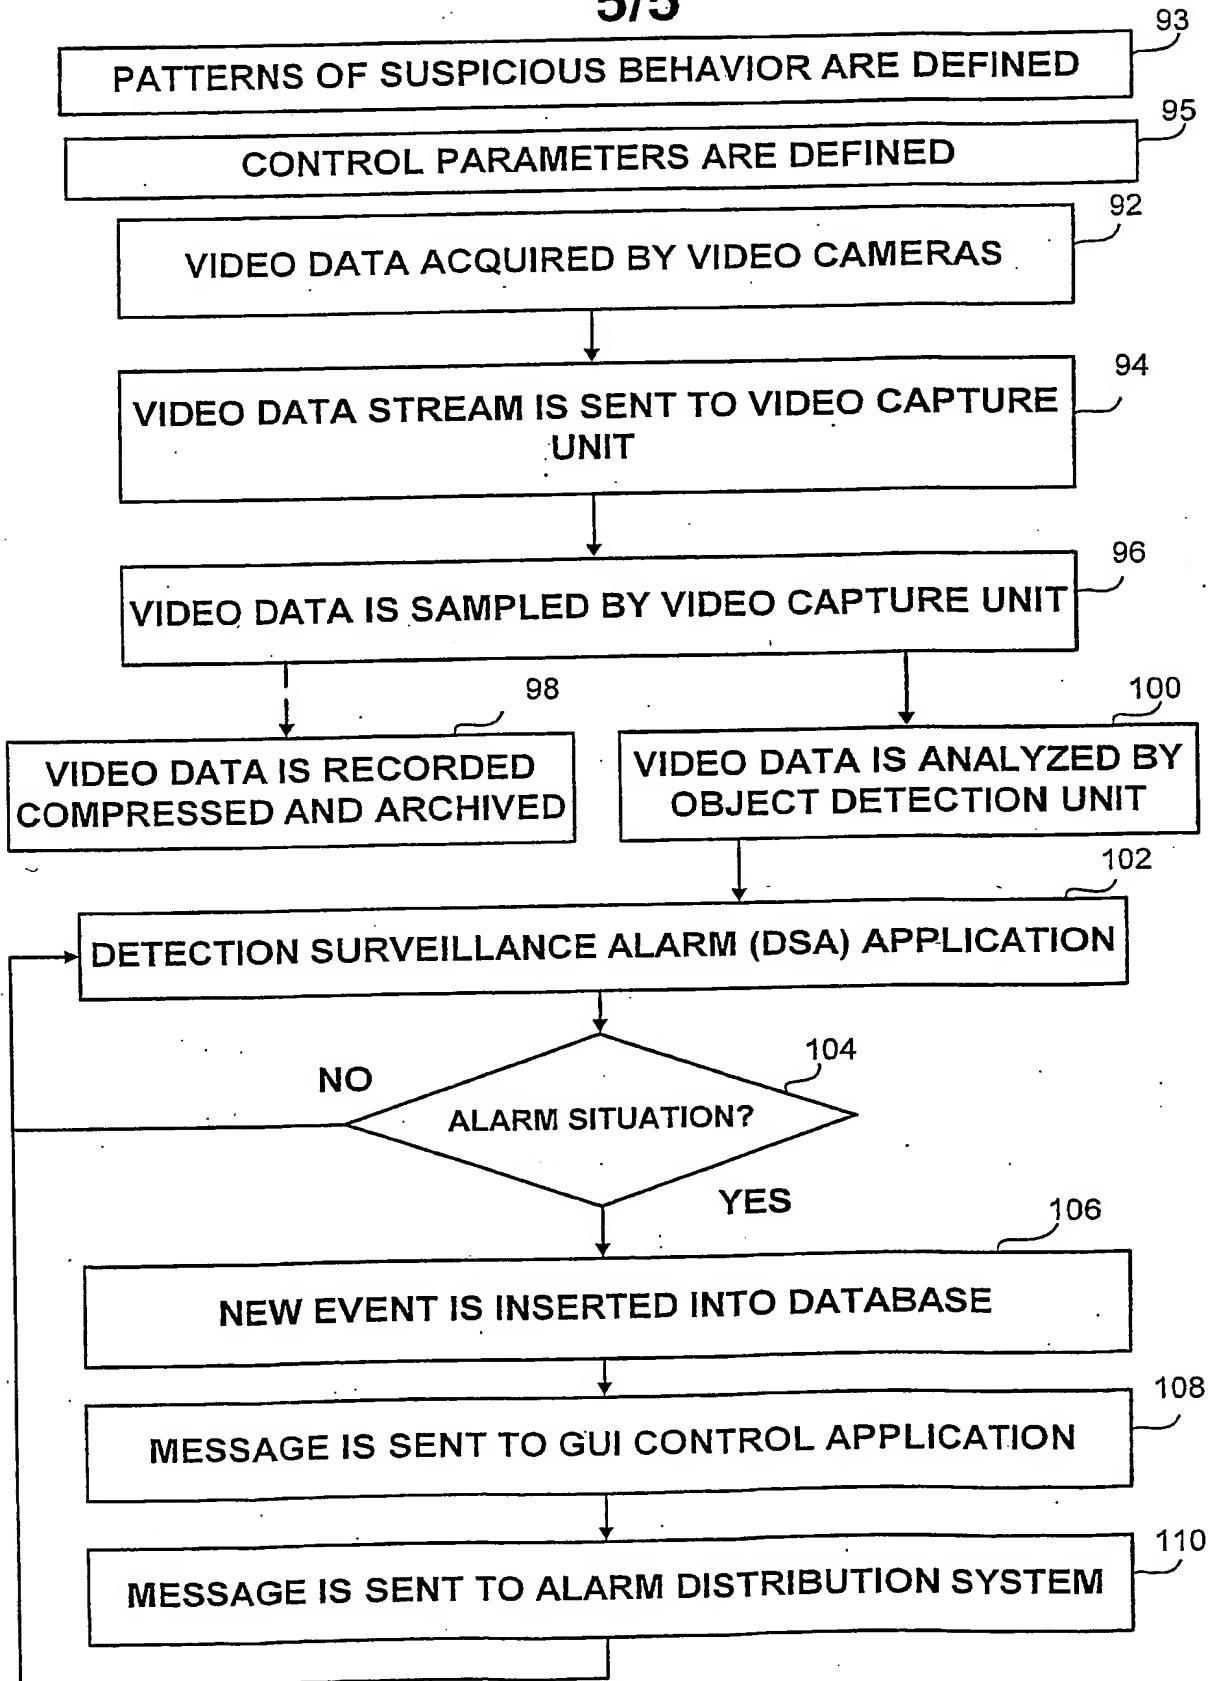 5/5
93
PATTERNS OF SUSPICIOUS BEHAVIOR ARE DEFINED
95
CONTROL PARAMETERS ARE DEFINED
92
VIDEO DATA ACQUIRED BY VIDEO CAMERAS
94
VIDEO DATA STREAM IS SENT TO VIDEO CAPTURE
UNIT
96
VIDEO DATA IS SAMPLED BY VIDEO CAPTURE UNIT
98
VIDEO DATA IS RECORDED
COMPRESSED AND ARCHIVED
100
VIDEO DATA IS ANALYZED BY
OBJECT DETECTION UNIT
102
DETECTION SURVEILLANCE ALARM (DSA) APPLICATION
104
NO
ALARM SITUATION?
YES
106
NEW EVENT IS INSERTED INTO DATABASE
108
MESSAGE IS SENT TO GUI CONTROL APPLICATION
110
MESSAGE IS SENT TO ALARM DISTRIBUTION SYSTEM